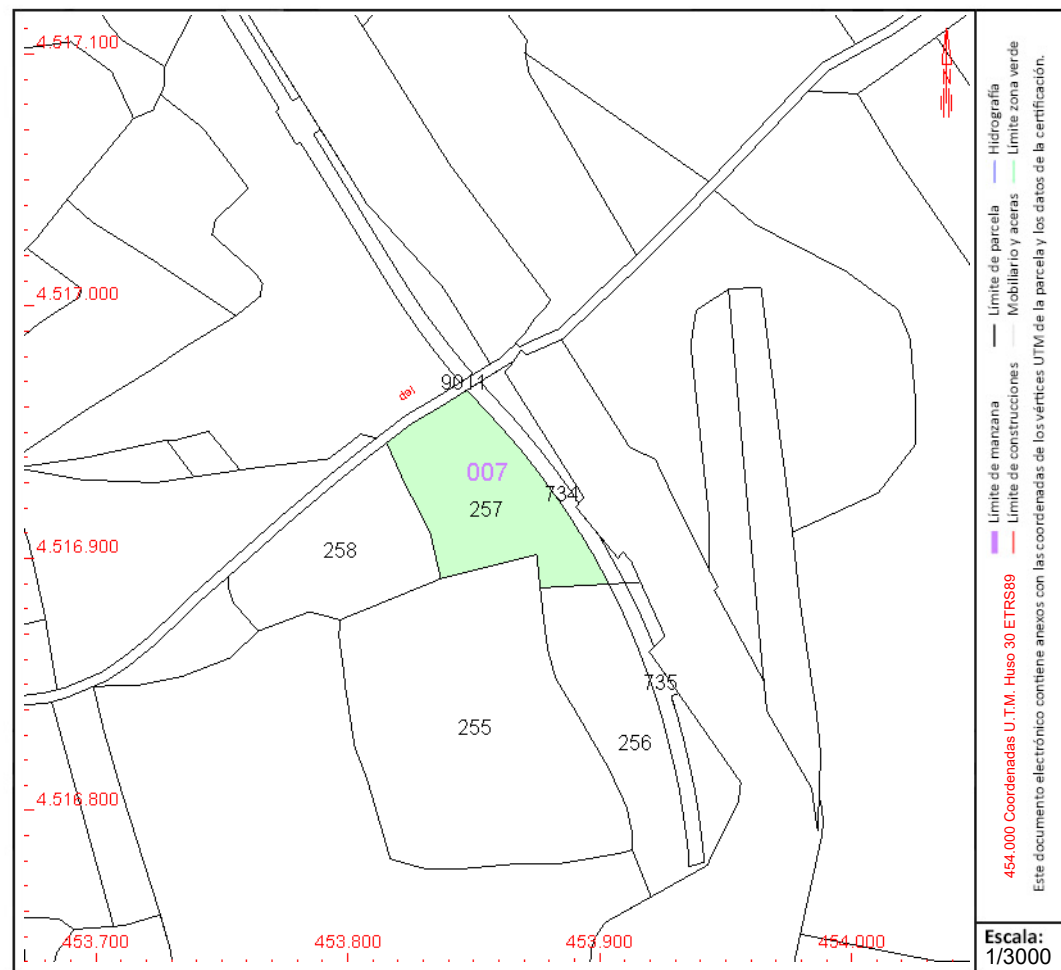 4.517.100
4.517.000
9011
del
007
257
734
4.516.900
258
735
255
256
4.516.800
453.700
453.800
453.900
454.000
Límite de manzana
Límite de parcela
Hidrografía
Límite de construcciones
Mobiliario y aceras
Límite zona verde
454.000 Coordenadas U.T.M. Huso 30 ETRS89
Este documento electrónico contiene anexos con las coordenadas de los vértices UTM de la parcela y los datos de la certificación.
Escala:
1/3000